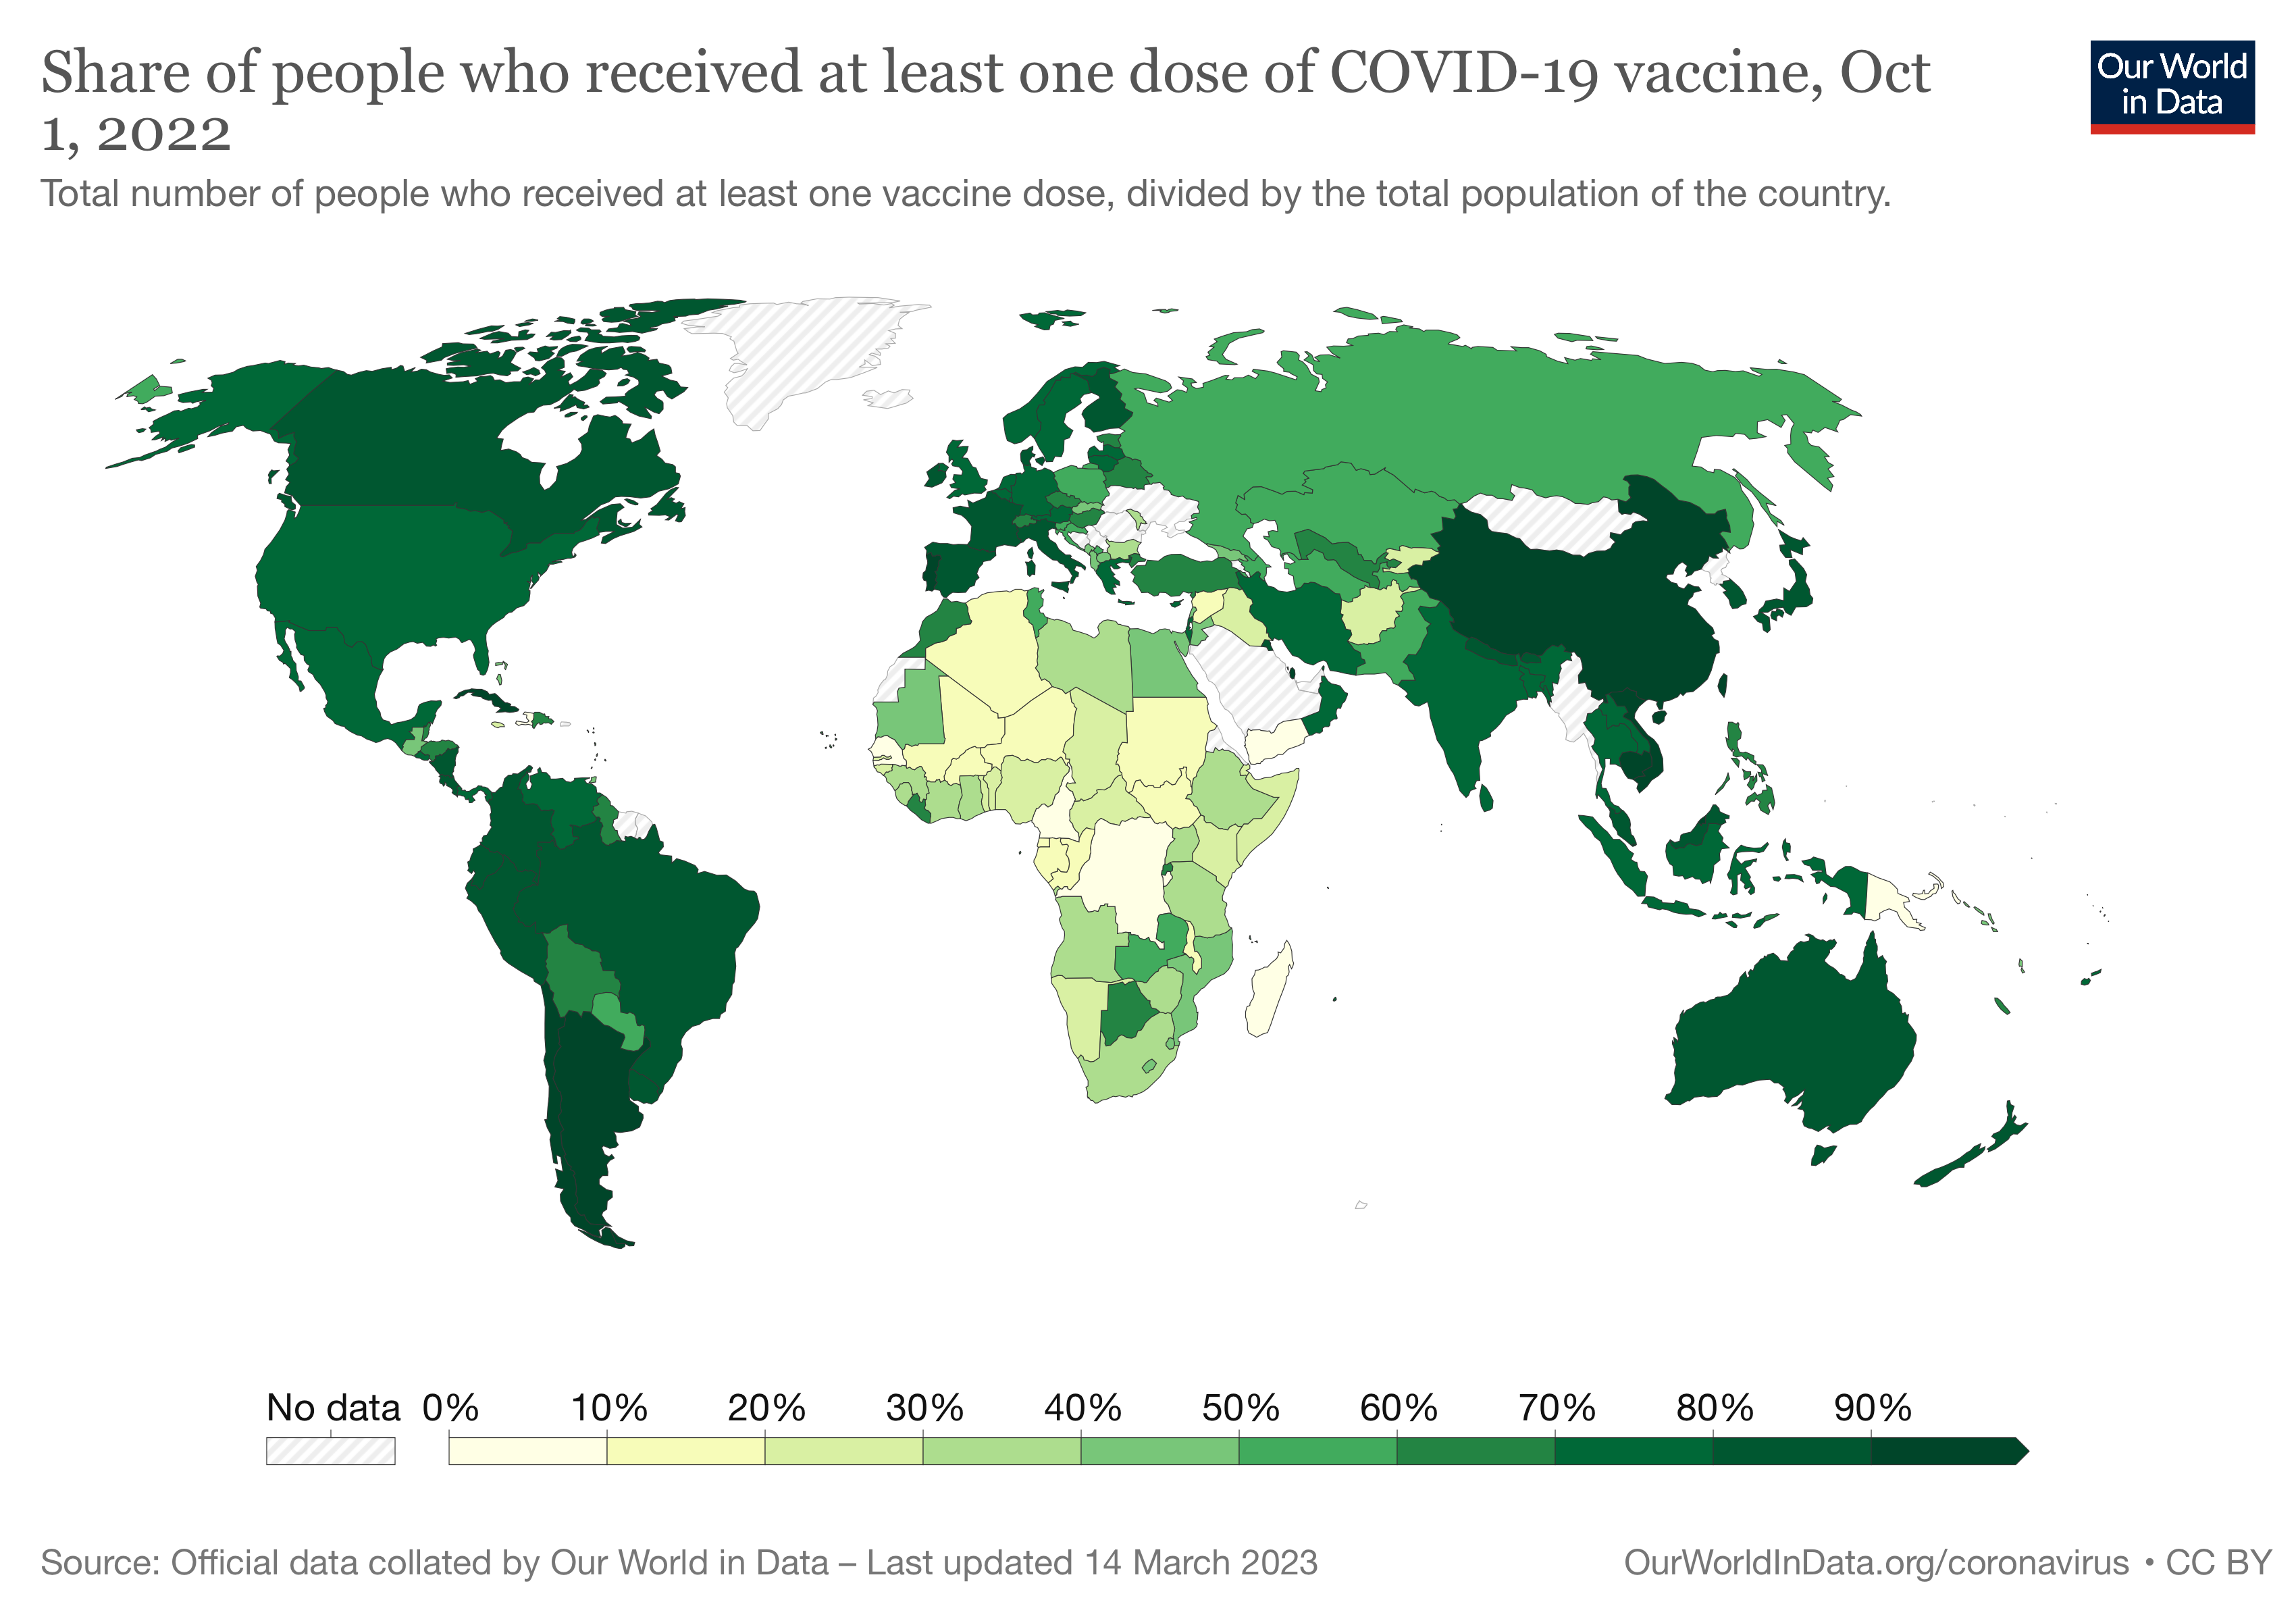 Share of people who received at least one dose of COVID-19 vaccine, Oct
1, 2022
Our World
in Data
Total number of people who received at least one vaccine dose, divided by the total population of the country.
No data 0% 10% 20% 30% 40% 50% 60% 70% 80% 90%
Source: Official data collated by Our World in Data – Last updated 14 March 2023
OurWorldInData.org/coronavirus • CC BY